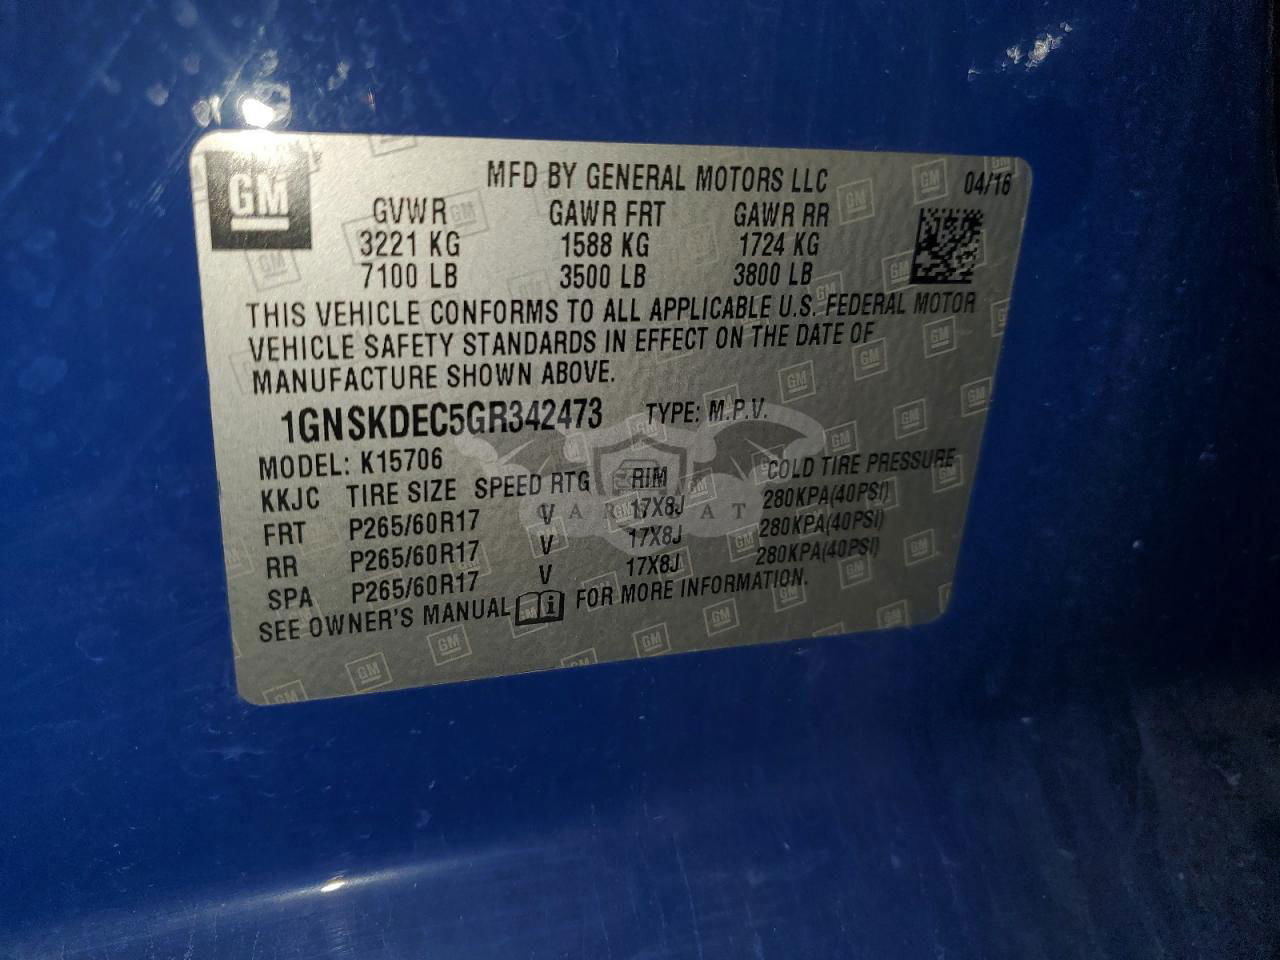 GM
MFD BY GENERAL MOTORS LLC 04/16
GVWR GAWR FRT GAWR RR
3221 KG 1588 KG 1724 KG
7100 LB 3500 LB 3800 LB
THIS VEHICLE CONFORMS TO ALL APPLICABLE U.S. FEDERAL MOTOR
VEHICLE SAFETY STANDARDS IN EFFECT ON THE DATE OF
MANUFACTURE SHOWN ABOVE.
1GNSKDEC5GR342473 TYPE: M.P.V.
MODEL: K15706
KKJC TIRE SIZE SPEED RTG RIM COLD TIRE PRESSURE
FRT P265/60R17 V 17X8J 280KPA(40PSI)
RR P265/60R17 V 17X8J 280KPA(40PSI)
SPA P265/60R17 V 17X8J 280KPA(40PSI)
SEE OWNER'S MANUAL FOR MORE INFORMATION.